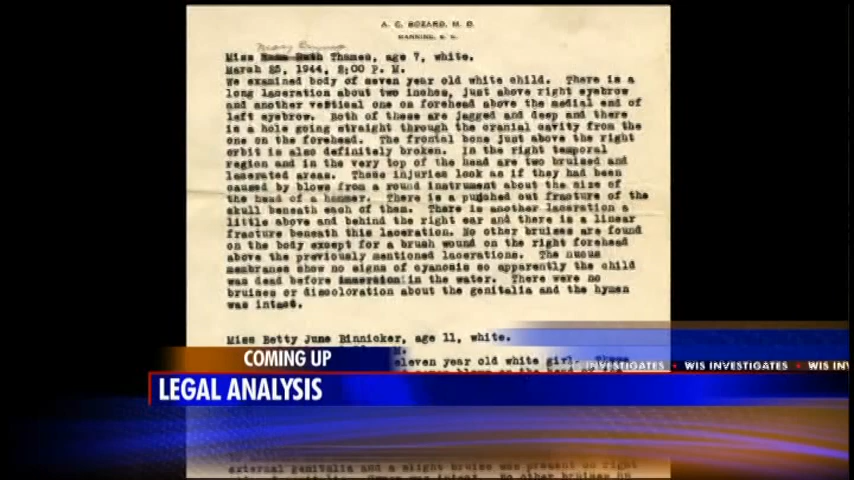 A. C. BOZARD, M. D.
MANNING, S. C.
Miss Thames, age 7, white.
March 25, 1944, 2:00 P. M.
We examined body of seven year old white child. There is a
long laceration about two inches, just above right eyebrow
and another vertical one on forehead above the medial end of
left eyebrow. Both of these are jagged and deep and there
is a hole going straight through the cranial cavity from the
one on the forehead. The frontal bone just above the right
orbit is also definitely broken. In the right temporal
region and in the very top of the head are two bruised and
lacerated areas. These injuries look as if they had been
caused by blows from a round instrument about the size of
the head of a hammer. There is a punched out fracture of the
skull beneath each of them. There is another laceration a
little above and behind the right ear and there is a linear
fracture beneath this laceration. No other bruises are found
on the body except for a brush wound on the right forehead
above the previously mentioned lacerations. The
membranes show no signs of cyanosis so apparently the child
was dead before immersion in the water. There were no
bruises or discoloration about the genitalia and the hymen
was intact.
Miss Betty June Binnicker, age 11, white.
M.
eleven year old white girl.
COMING UP
INVESTIGATES • WIS INVESTIGATES • WIS IN
LEGAL ANALYSIS
external genitalia and a slight bruise was present on right